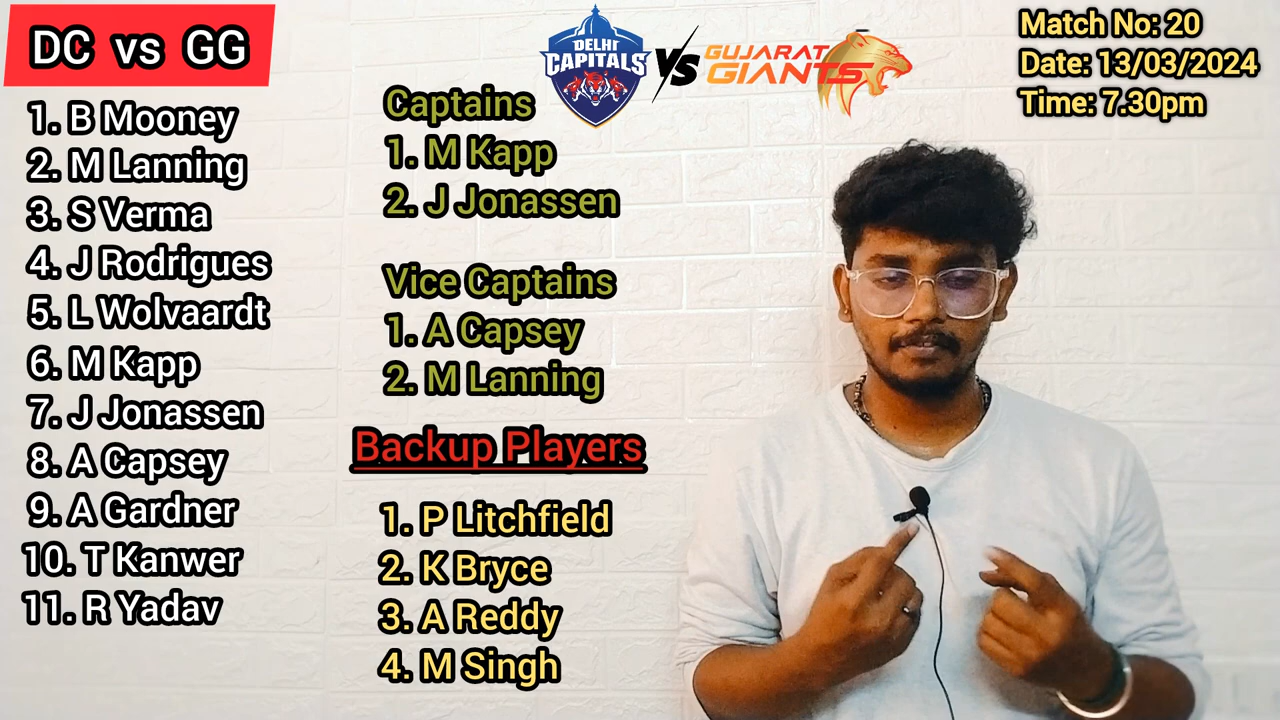 DC vs GG
1. B Mooney
2. M Lanning
3. S Verma
4. J Rodrigues
5. L Wolvaardt
6. M Kapp
7. J Jonassen
8. A Capsey
9. A Gardner
10. T Kanwer
11. R Yadav
Captains
1. M Kapp
2. J Jonassen
Vice Captains
1. A Capsey
2. M Lanning
Backup Players
1. P Litchfield
2. K Bryce
3. A Reddy
4. M Singh
DELHI
CAPITALS
VS
GUJARAT
GIANTS
Match No: 20
Date: 13/03/2024
Time: 7.30pm